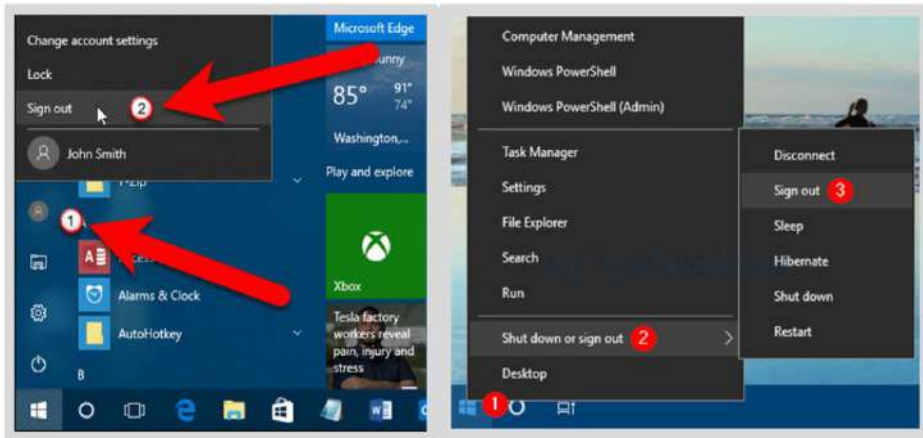 Change account settings
Lock
Sign out
2
John Smith
1
Alarms & Clock
AutoHotkey
B
Microsoft Edge
85°
91°
74°
Washington,...
Play and explore
Xbox
Tesla factory
workers reveal
pain, injury and
stress
Computer Management
Windows PowerShell
Windows PowerShell (Admin)
Task Manager
Settings
File Explorer
Search
Run
Shut down or sign out
2
Desktop
1
Disconnect
Sign out
3
Sleep
Hibernate
Shut down
Restart